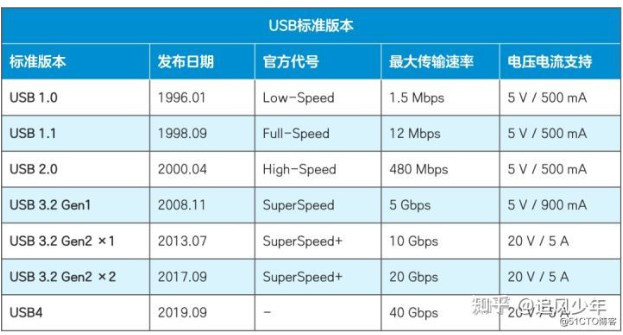 USB标准版本
标准版本 发布日期 官方代号 最大传输速率 电压电流支持
USB 1.0 1996.01 Low-Speed 1.5 Mbps 5 V / 500 mA
USB 1.1 1998.09 Full-Speed 12 Mbps 5 V / 500 mA
USB 2.0 2000.04 High-Speed 480 Mbps 5 V / 500 mA
USB 3.2 Gen1 2008.11 SuperSpeed 5 Gbps 5 V / 900 mA
USB 3.2 Gen2 ×1 2013.07 SuperSpeed+ 10 Gbps 20 V / 5 A
USB 3.2 Gen2 ×2 2017.09 SuperSpeed+ 20 Gbps 20 V / 5 A
USB4 2019.09 – 40 Gbps 20 V / 5 A
知乎 @追风少年
@51CTO博客